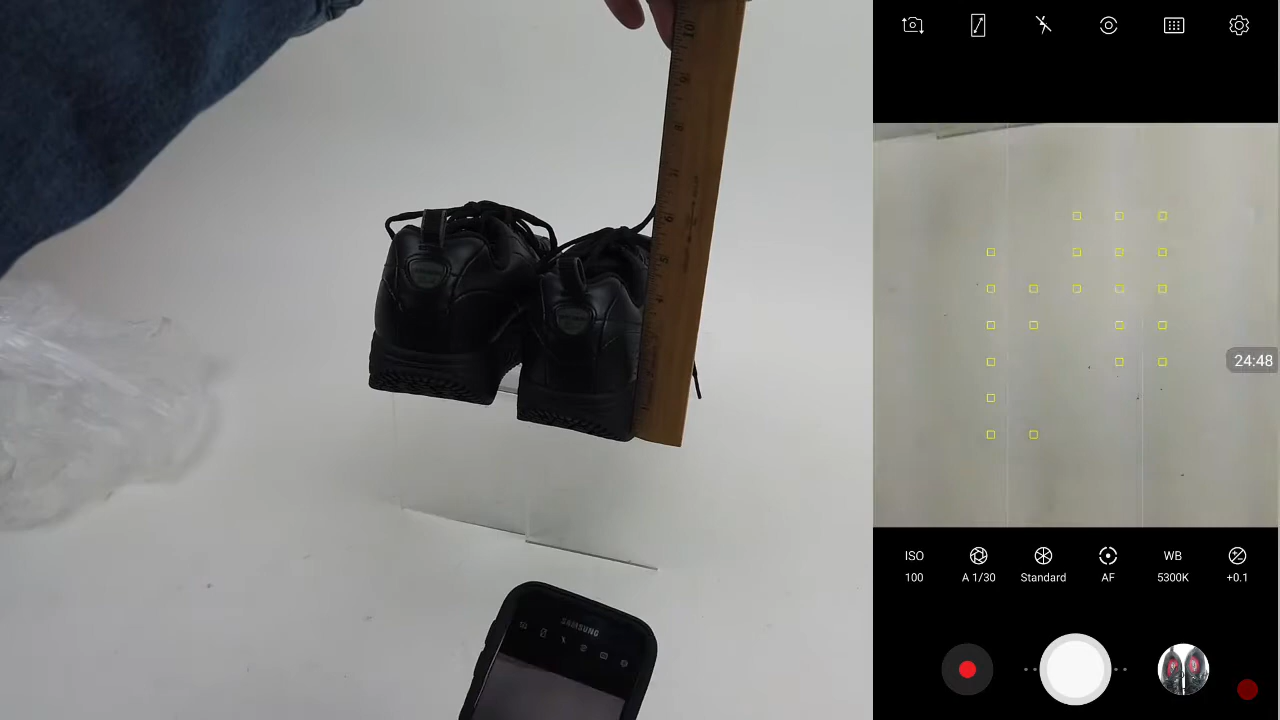 SAMSUNG
24:48
ISO
100
A 1/30
Standard
AF
WB
5300K
+0.1